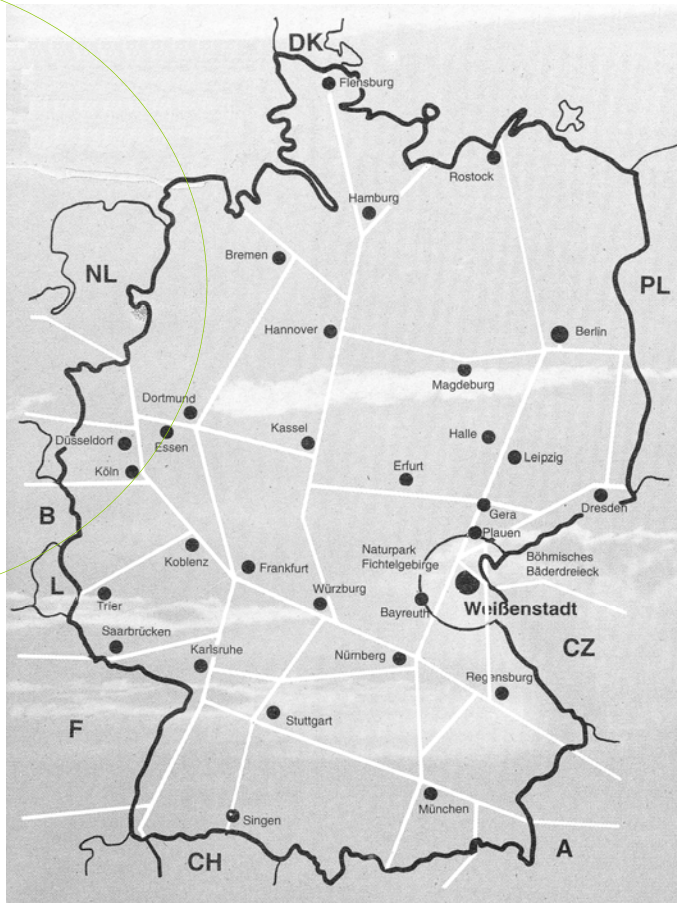 DK
Flensburg
Rostock
Hamburg
Bremen
NL
PL
Hannover
Berlin
Magdeburg
Dortmund
Kassel
Halle
Düsseldorf
Essen
Leipzig
Köln
Erfurt
Dresden
Gera
B
Plauen
Koblenz
Naturpark
Fichtelgebirge
Böhmisches
Bäderdreieck
Frankfurt
L
Trier
Würzburg
Bayreuth
Weißenstadt
Saarbrücken
CZ
Karlsruhe
Nürnberg
Regensburg
F
Stuttgart
München
Singen
CH
A